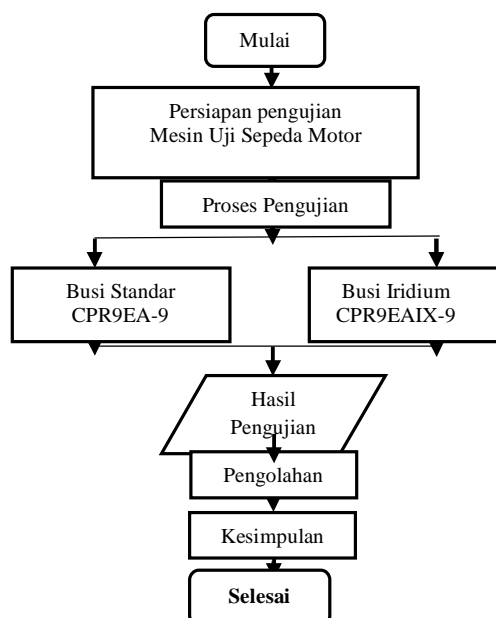 Mulai
Persiapan pengujian
Mesin Uji Sepeda Motor
Proses Pengujian
Busi Standar
CPR9EA-9
Busi Iridium
CPR9EAIX-9
Hasil
Pengujian
Pengolahan
Kesimpulan
Selesai